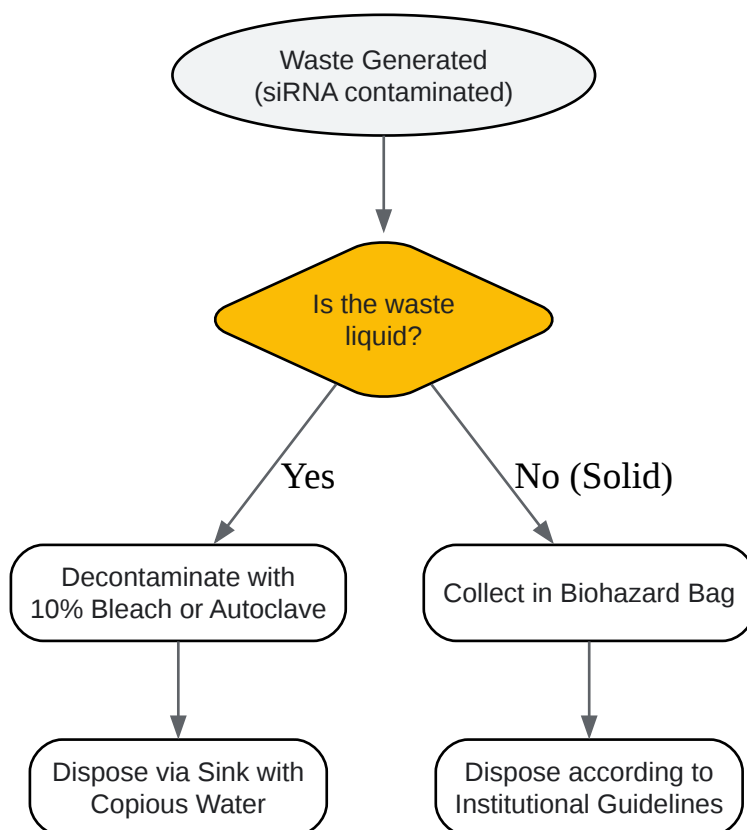 Waste Generated
(siRNA contaminated)
Is the waste
liquid?
Yes
No (Solid)
Decontaminate with
10% Bleach or Autoclave
Collect in Biohazard Bag
Dispose via Sink with
Copious Water
Dispose according to
Institutional Guidelines